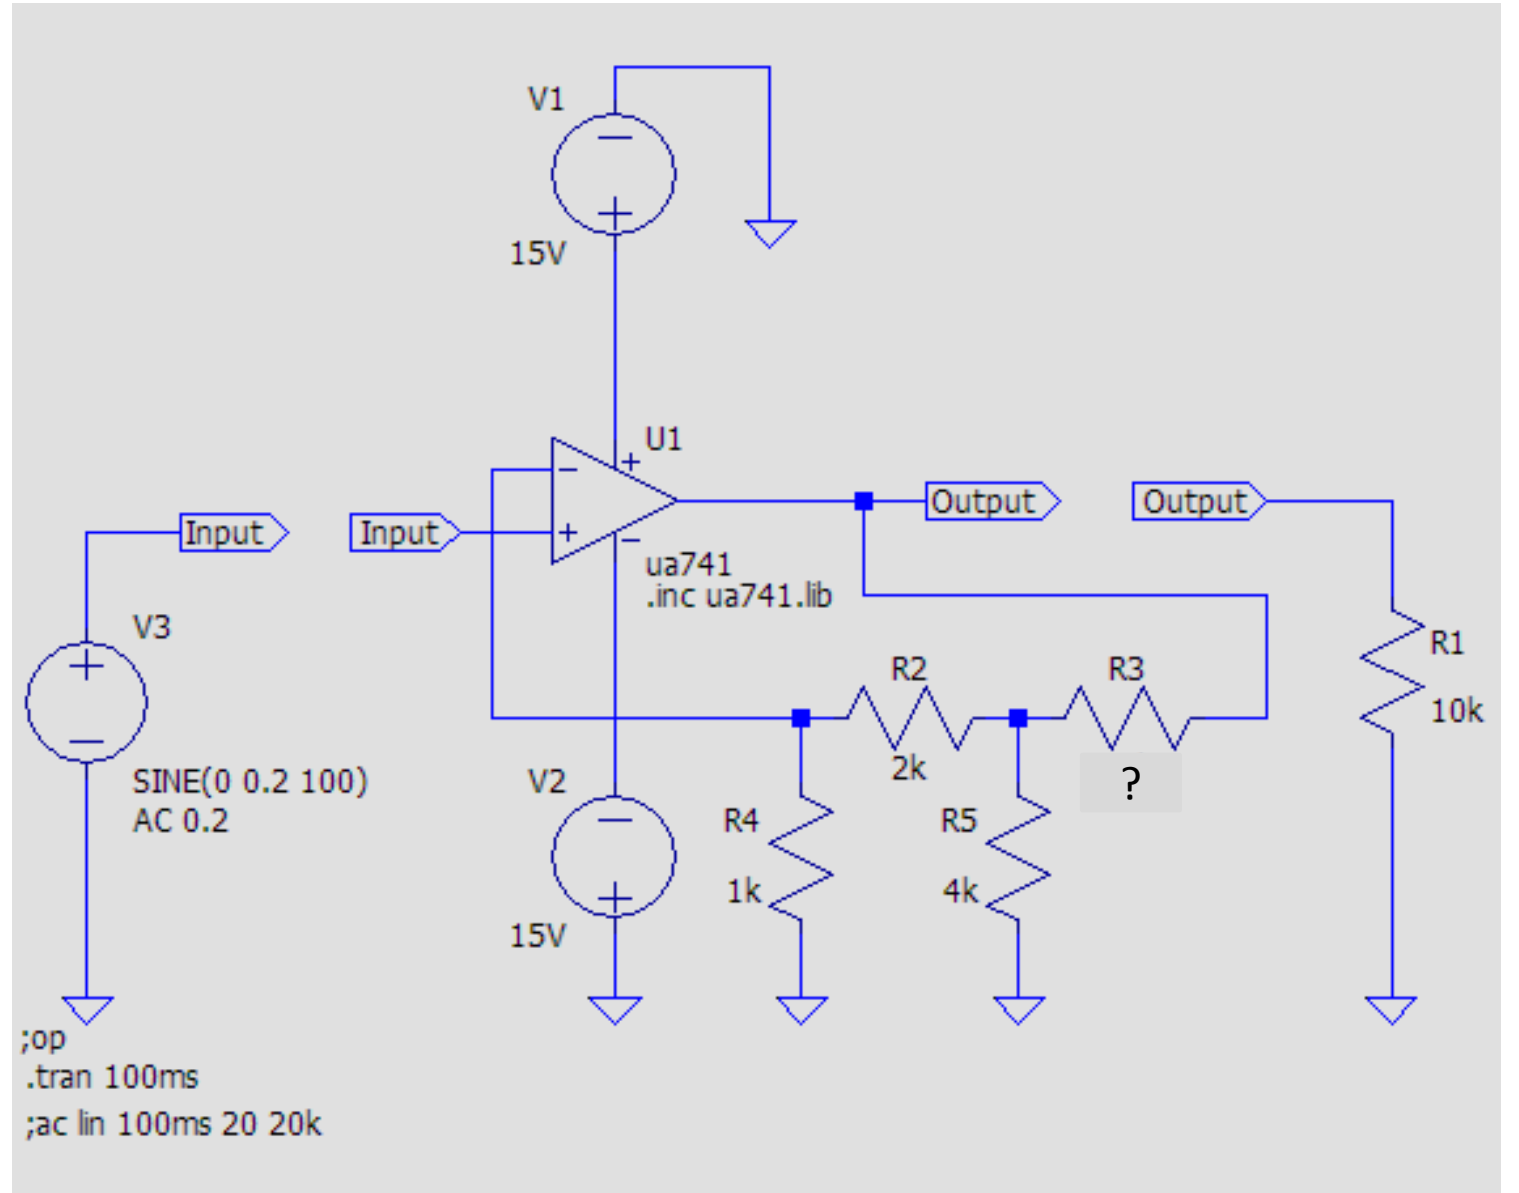 V1
15V
U1
ua741
.inc ua741.lib
Input
Input
Output
Output
V3
SINE(0 0.2 100)
AC 0.2
R2
2k
R3
?
R1
10k
V2
15V
R4
1k
R5
4k
;op
.tran 100ms
;ac lin 100ms 20 20k